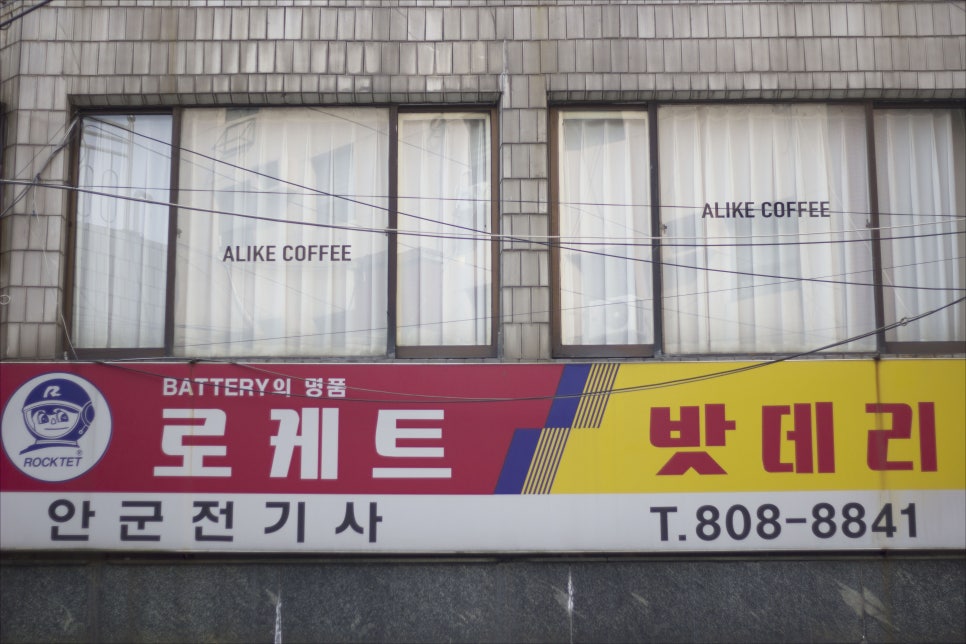 ALIKE COFFEE
ALIKE COFFEE
BATTERY의 명품
로케트 밧데리
R
ROCKTET®
안군전기사 T.808-8841